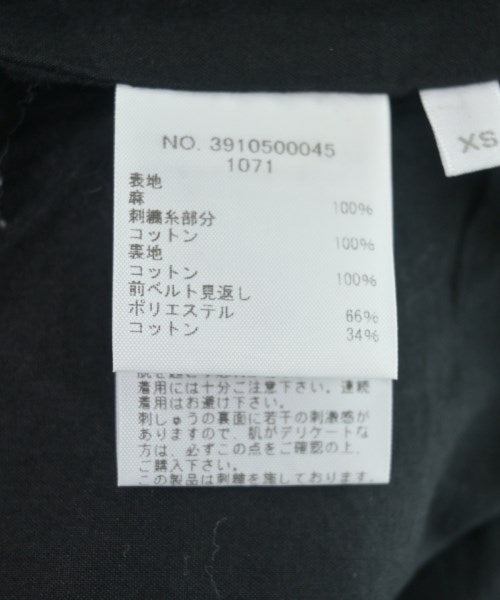 NO. 3910500045
1071
表地
麻 100%
刺繍糸部分
コットン 100%
裏地
コットン 100%
前ベルト見返し
ポリエステル 66%
コットン 34%
着用には十分ご注意下さい。連続
着用はお避け下さい。
刺しゅうの裏面に若干の刺激感が
ありますので、肌がデリケートな
方は、必ずこの点をご確認の上、
ご購入下さい。
この製品は刺繍を施しております。
XS